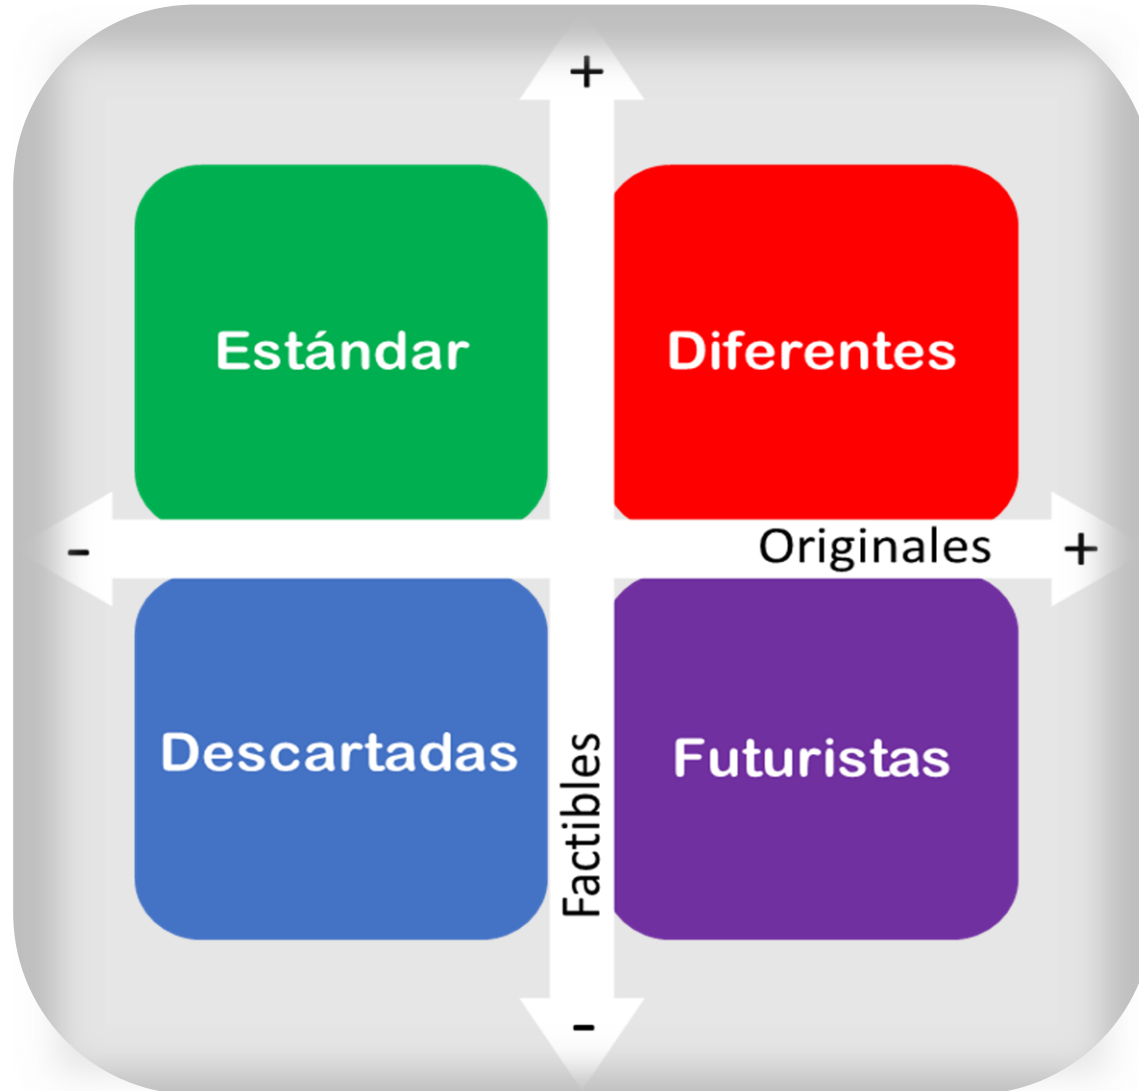 +
Estándar
Diferentes
-
Originales
+
Descartadas
Futuristas
Factibles
-